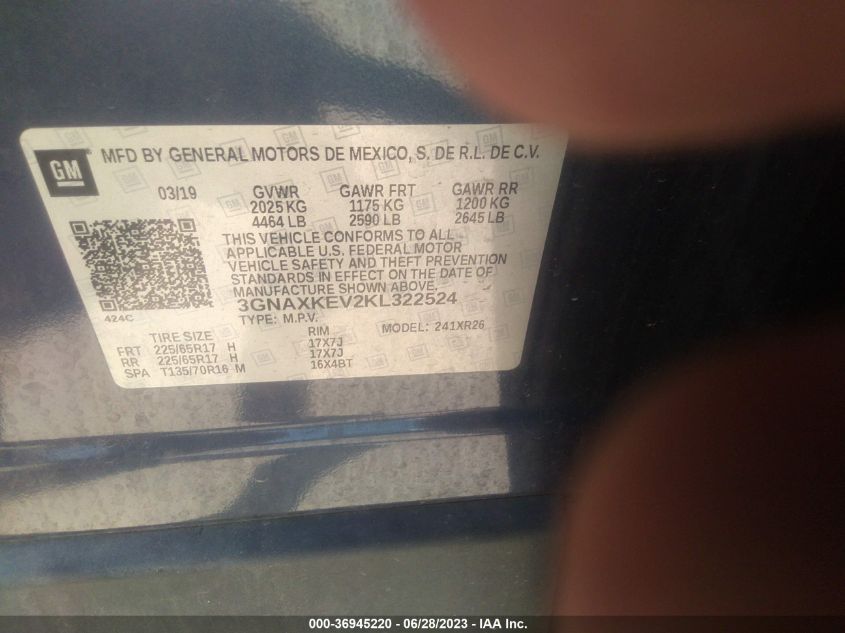 GM
MFD BY GENERAL MOTORS DE MEXICO, S. DE R.L. DE C.V.
03/19 GVWR GAWR FRT GAWR RR
2025 KG 1175 KG 1200 KG
4464 LB 2590 LB 2645 LB
THIS VEHICLE CONFORMS TO ALL
APPLICABLE U.S. FEDERAL MOTOR
VEHICLE SAFETY AND THEFT PREVENTION
STANDARDS IN EFFECT ON THE DATE OF
MANUFACTURE SHOWN ABOVE.
3GNAXKEV2KL322524
424C TYPE: M.P.V. MODEL: 241XR26
TIRE SIZE RIM
FRT 225/65R17 H 17X7J
RR 225/65R17 H 17X7J
SPA T135/70R16 M 16X4BT
000-36945220 - 06/28/2023 - IAA Inc.